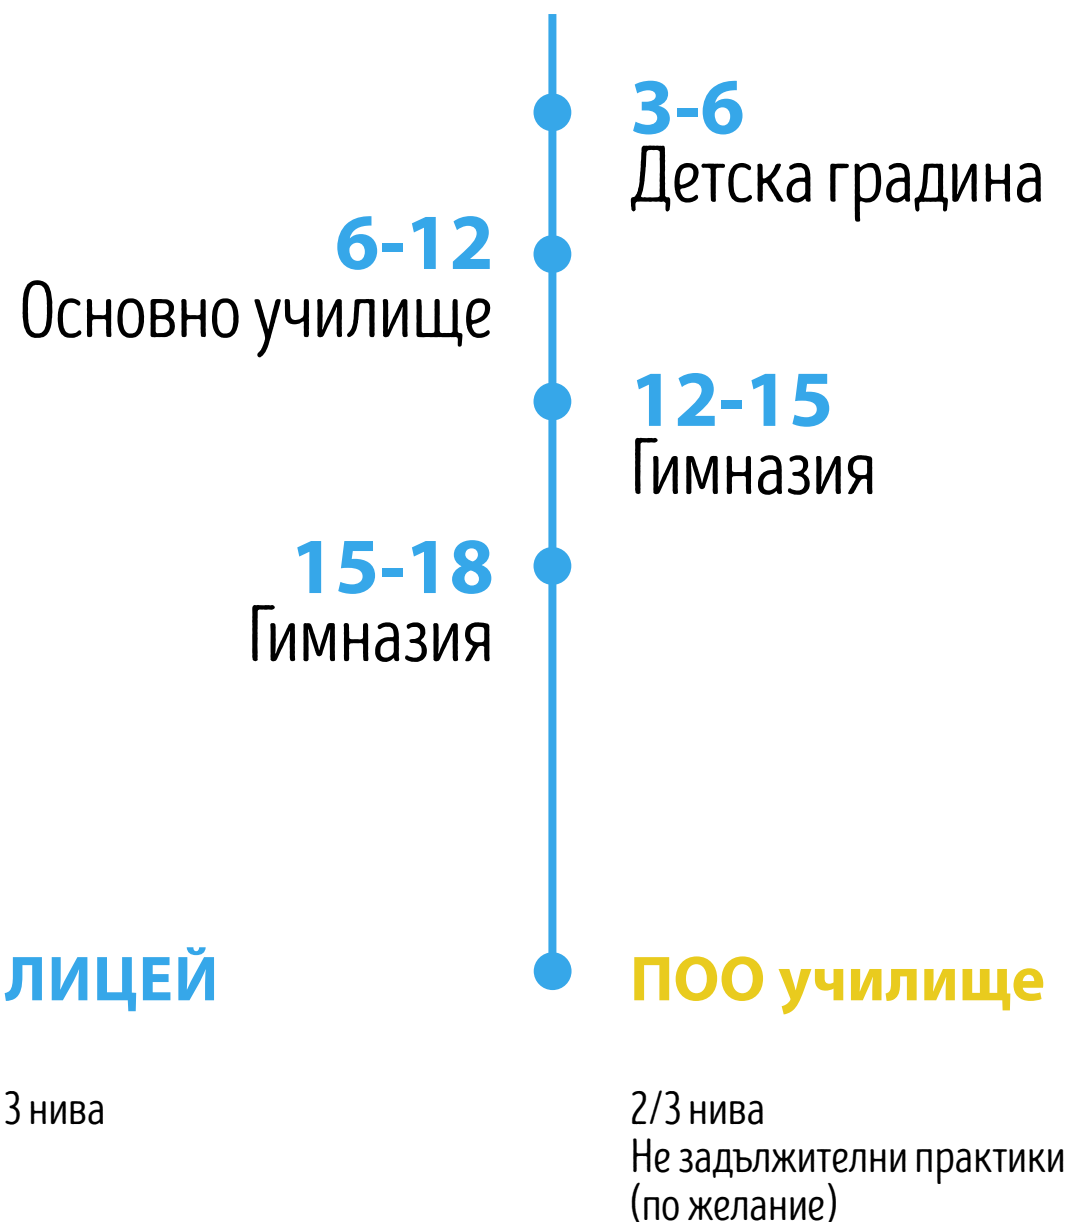 3-6
Детска градина
6-12
Основно училище
12-15
Гимназия
15-18
Гимназия
ЛИЦЕЙ
ПОО училище
3 нива
2/3 нива
Не задължителни практики
(по желание)